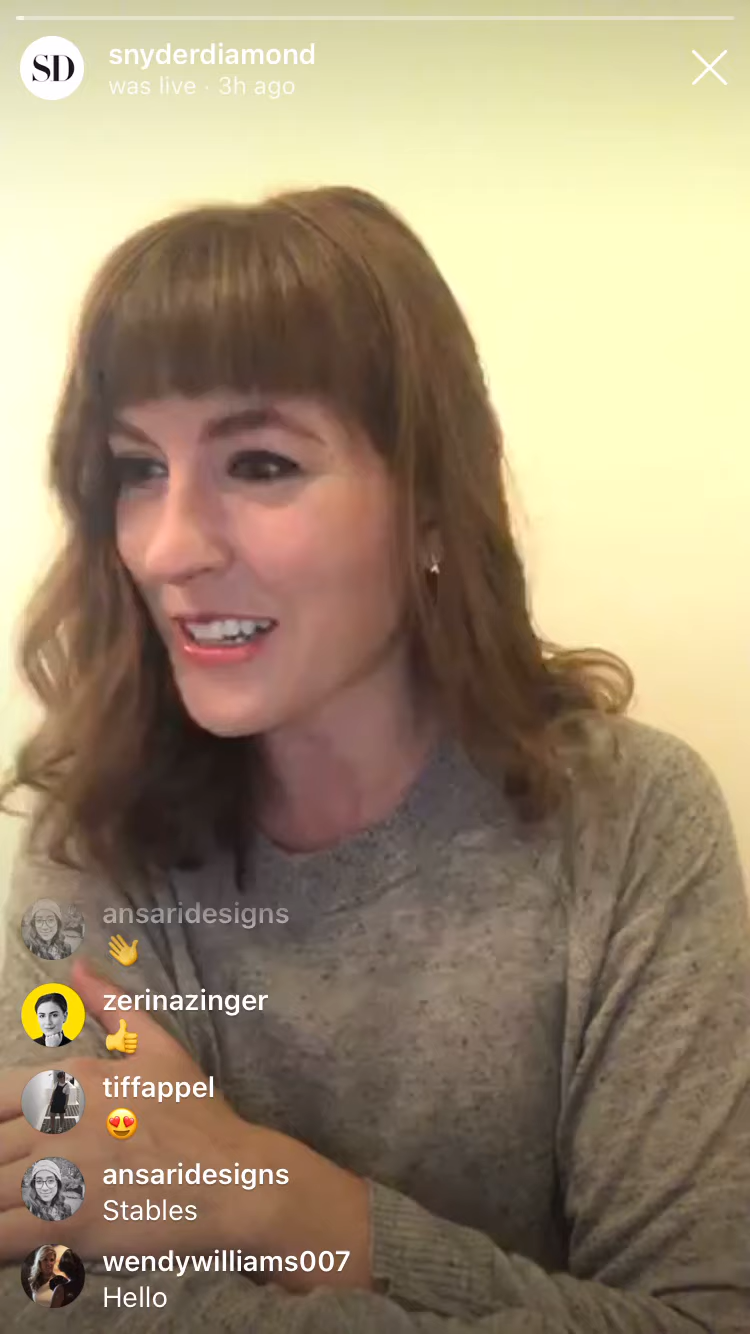 SD
snyderdiamond
was live · 3h ago
ansaridesigns
👋
zerinazinger
👍
tiffappel
😍
ansaridesigns
Stables
wendywilliams007
Hello